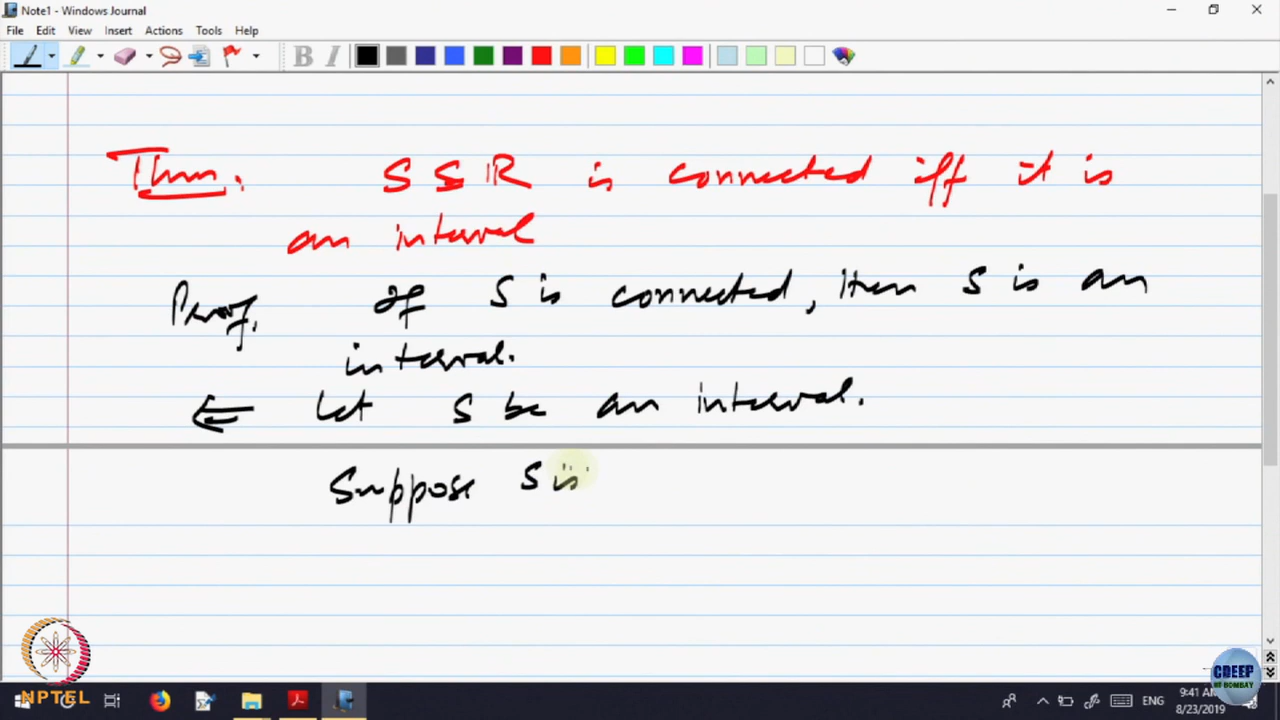 Note1 - Windows Journal
File Edit View Insert Actions Tools Help
B I
Thm. S ⊆ ℝ is connected iff it is
an interval
Proof. If S is connected, then S is an
interval.
⇐ Let S be an interval.
Suppose S is
NPTEL
CDEEP
IIT BOMBAY
ENG
9:41 AM
8/23/2019